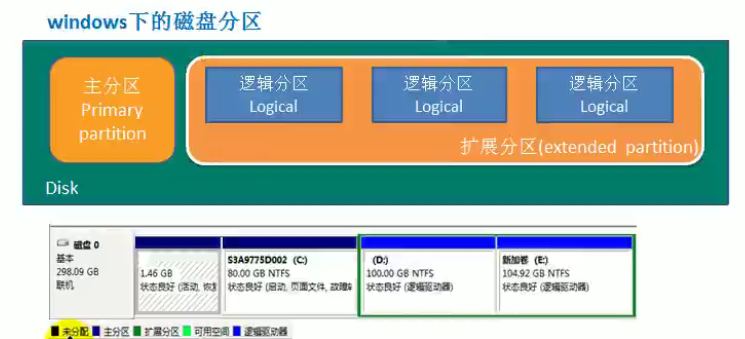 windows下的磁盘分区
主分区
Primary
partition
逻辑分区
Logical
逻辑分区
Logical
逻辑分区
Logical
扩展分区(extended partition)
Disk
磁盘 0
基本
298.09 GB
联机
1.46 GB
状态良好 (活动, 恢复
S3A9775D002 (C:)
80.00 GB NTFS
状态良好 (启动, 页面文件, 故障
(D:)
100.00 GB NTFS
状态良好 (逻辑驱动器)
新加卷 (E:)
104.92 GB NTFS
状态良好 (逻辑驱动器)
未分配 主分区 扩展分区 可用空间 逻辑驱动器